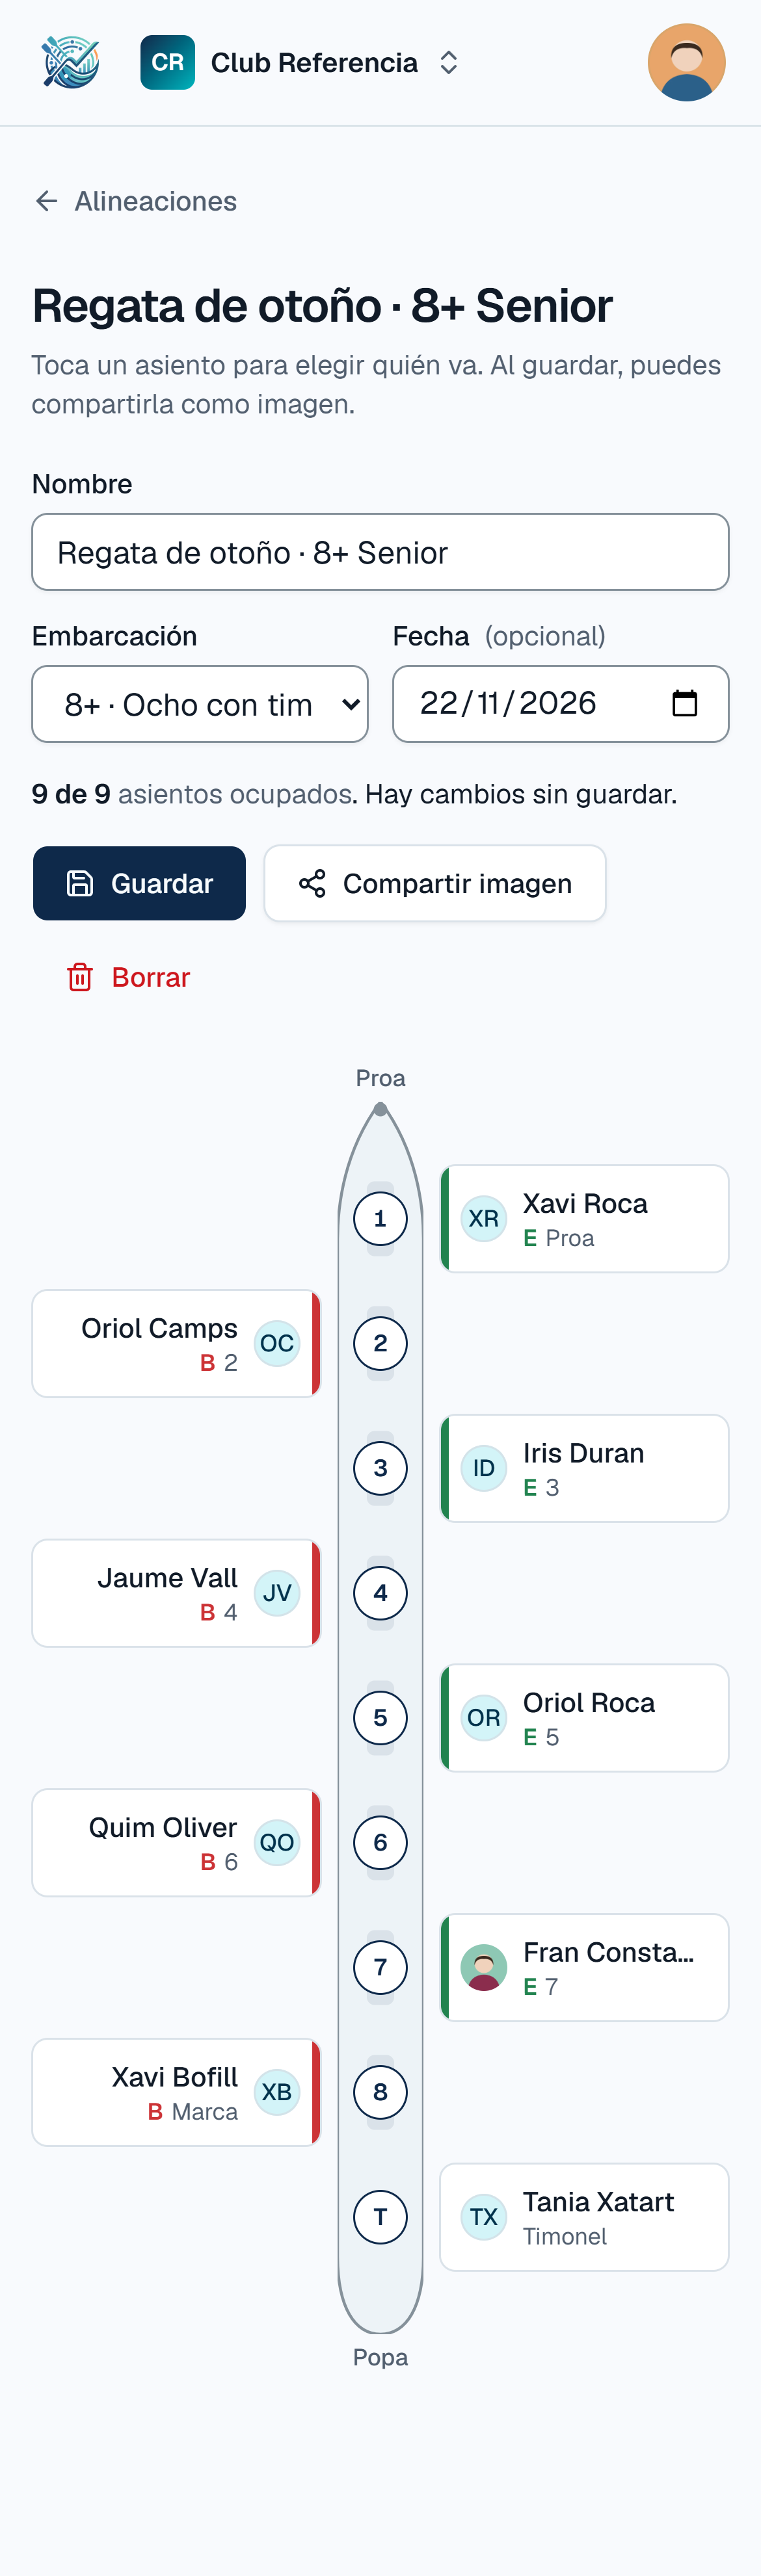 CR Club Referencia
Alineaciones
Regata de otoño · 8+ Senior
Toca un asiento para elegir quién va. Al guardar, puedes
compartirla como imagen.
Nombre
Regata de otoño · 8+ Senior
Embarcación
Fecha (opcional)
8+ · Ocho con tim
22/11/2026
9 de 9 asientos ocupados. Hay cambios sin guardar.
Guardar
Compartir imagen
Borrar
Proa
1
XR
Xavi Roca
E Proa
Oriol Camps
B 2
OC
2
3
ID
Iris Duran
E 3
Jaume Vall
B 4
JV
4
5
OR
Oriol Roca
E 5
Quim Oliver
B 6
QO
6
7
Fran Consta...
E 7
Xavi Bofill
B Marca
XB
8
T
TX
Tania Xatart
Timonel
Popa